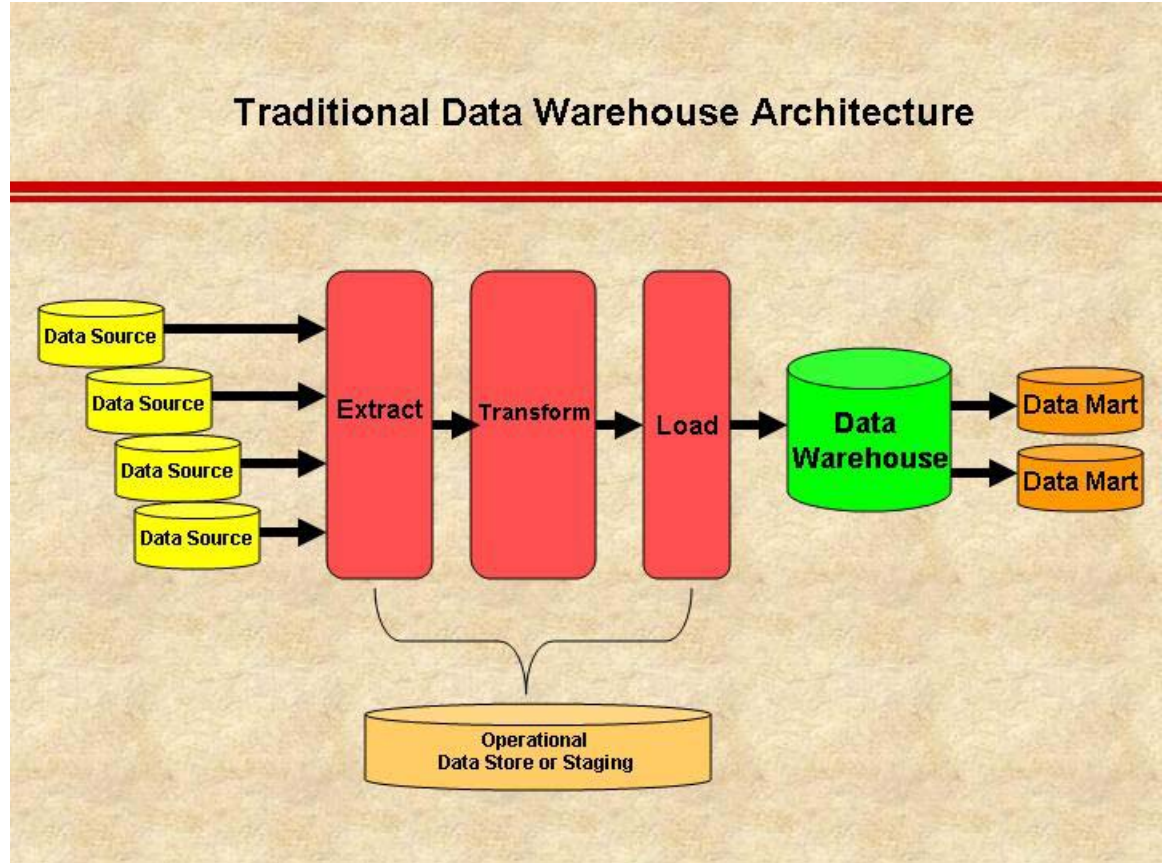 Traditional Data Warehouse Architecture
Data Source
Data Source
Data Source
Data Source
Extract
Transform
Load
Data
Warehouse
Data Mart
Data Mart
Operational
Data Store or Staging